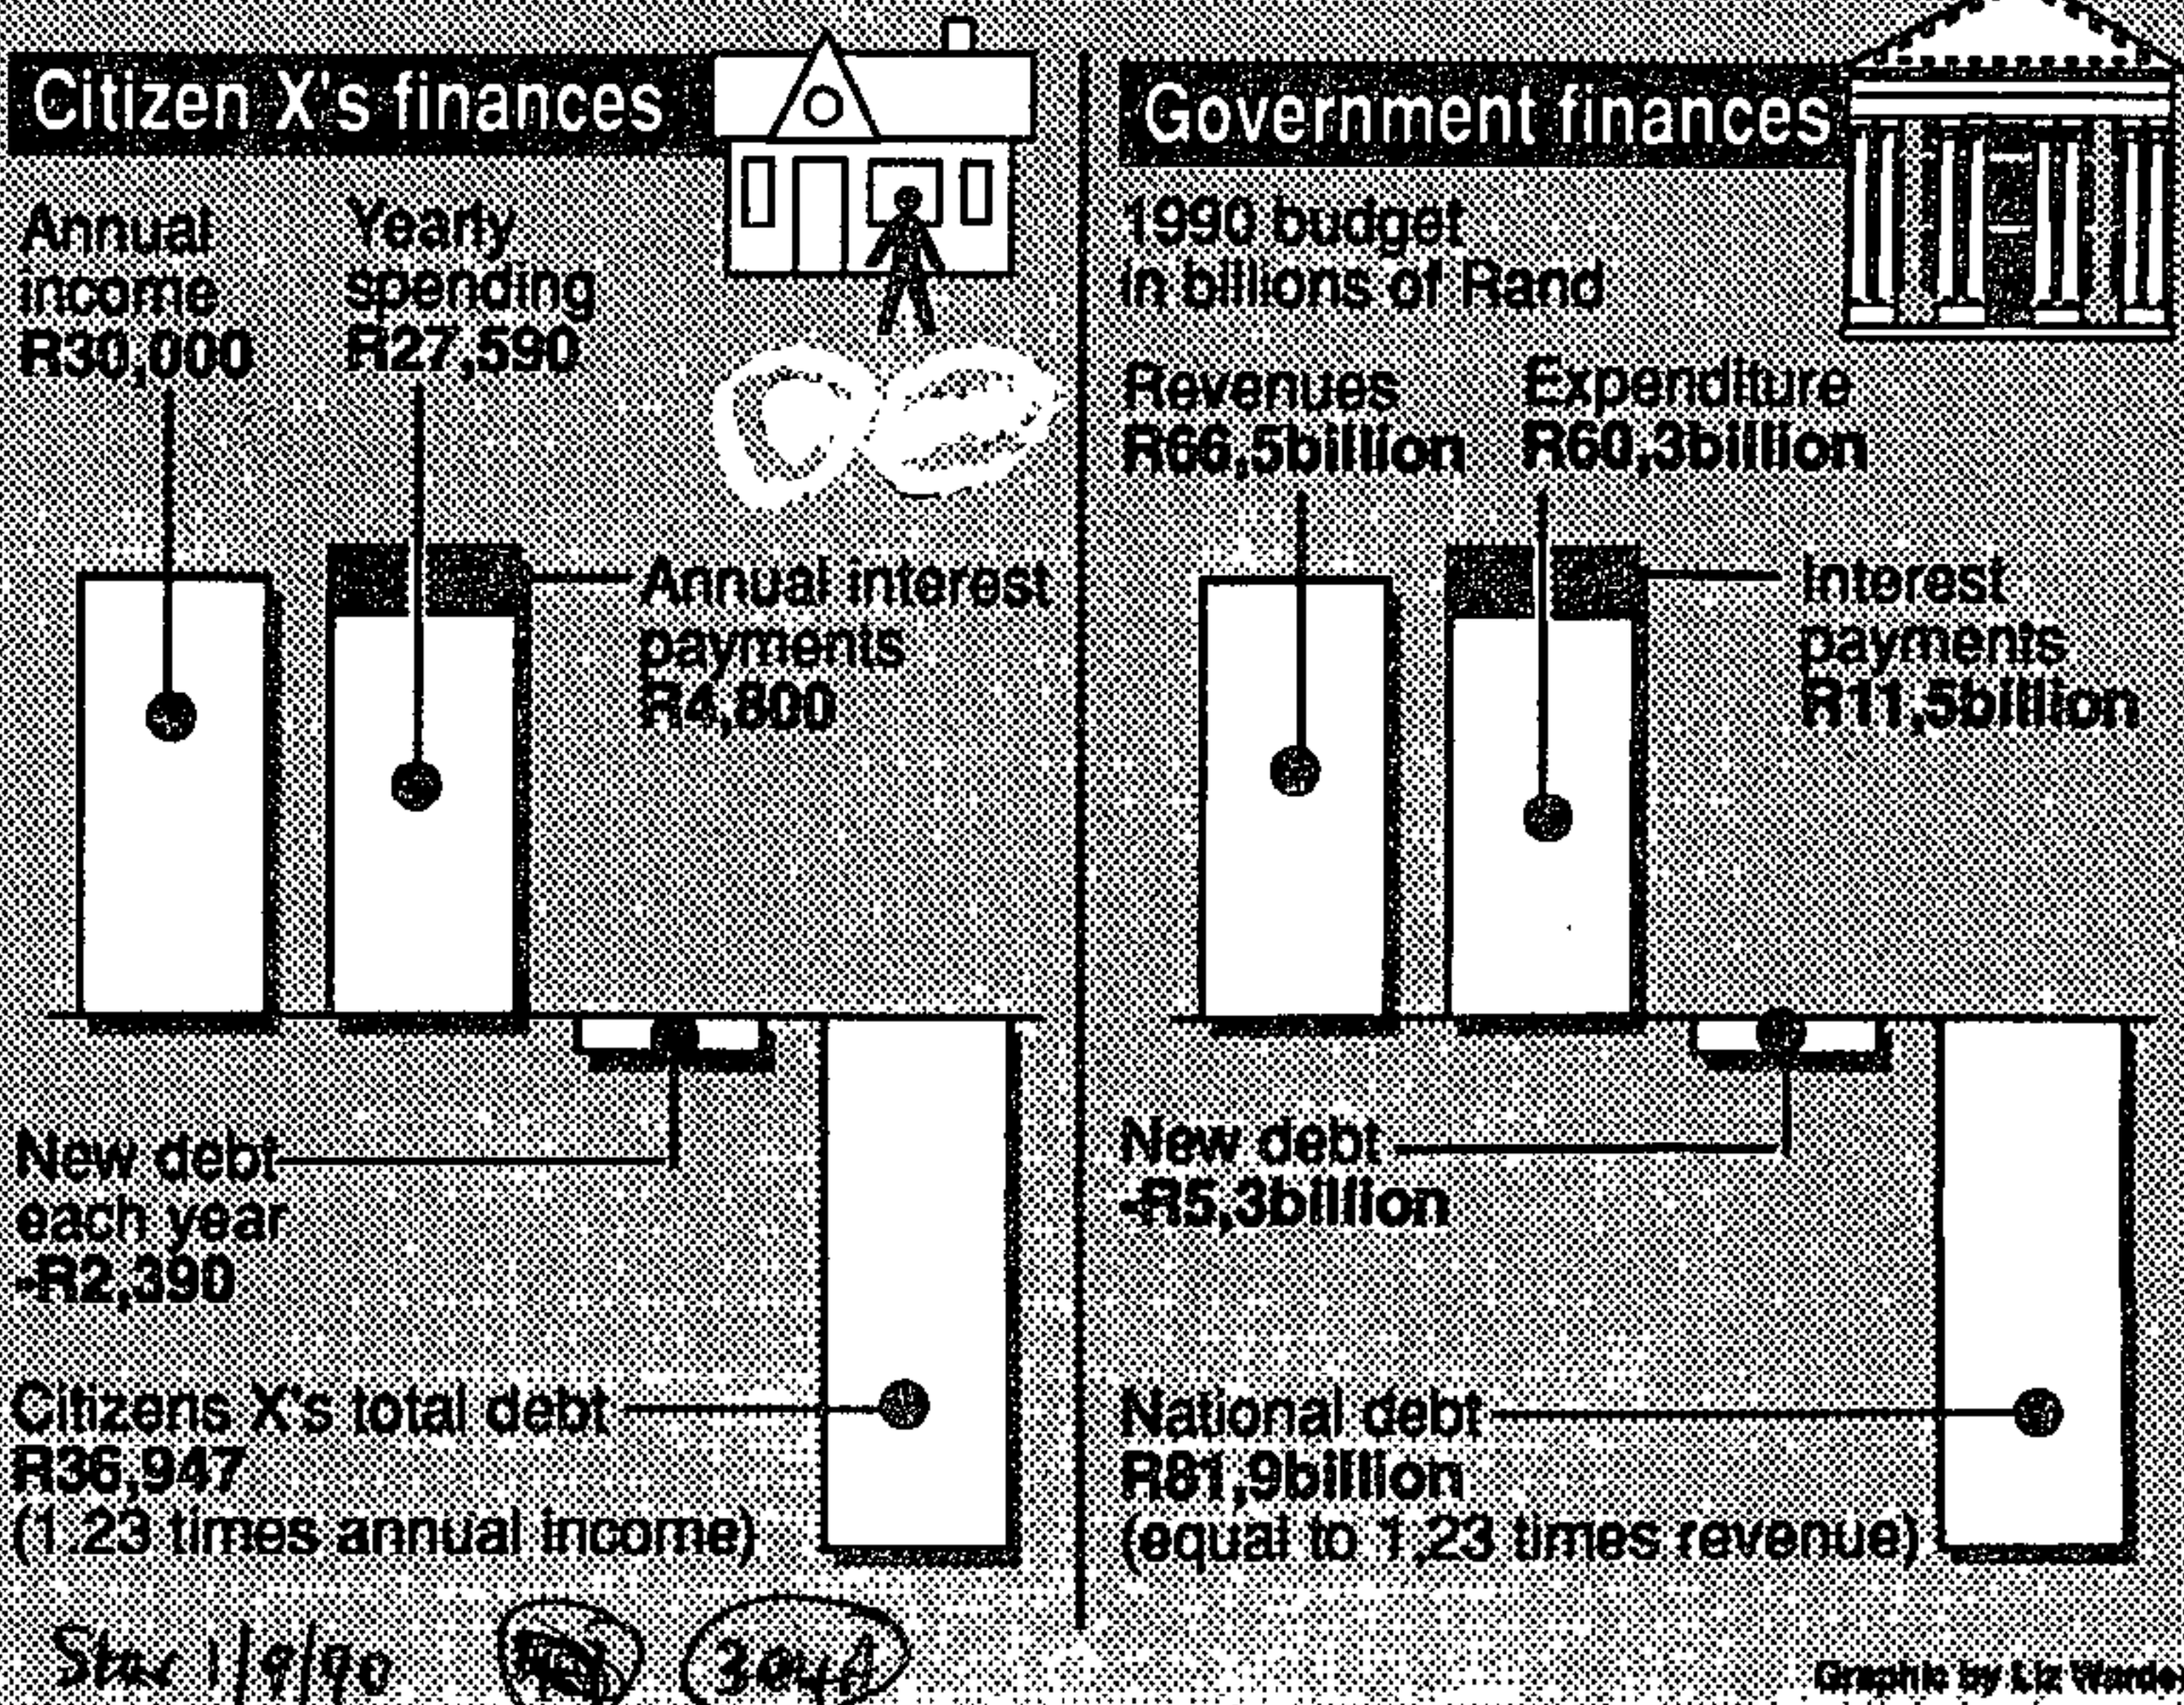 Citizen X's finances
Annual
income
R30,000
Yearly
spending
R27,590
Annual interest
payments
R4,800
New debt
each year
-R2,390
Citizens X's total debt
R36,947
(1.23 times annual income)
Star 1/9/90
304A
Government finances
1990 budget
in billions of Rand
Revenues
R66,5billion
Expenditure
R60,3billion
Interest
payments
R11,5billion
New debt
-R5,3billion
National debt
R81,9billion
(equal to 1,23 times revenue)
Graphic by Liz